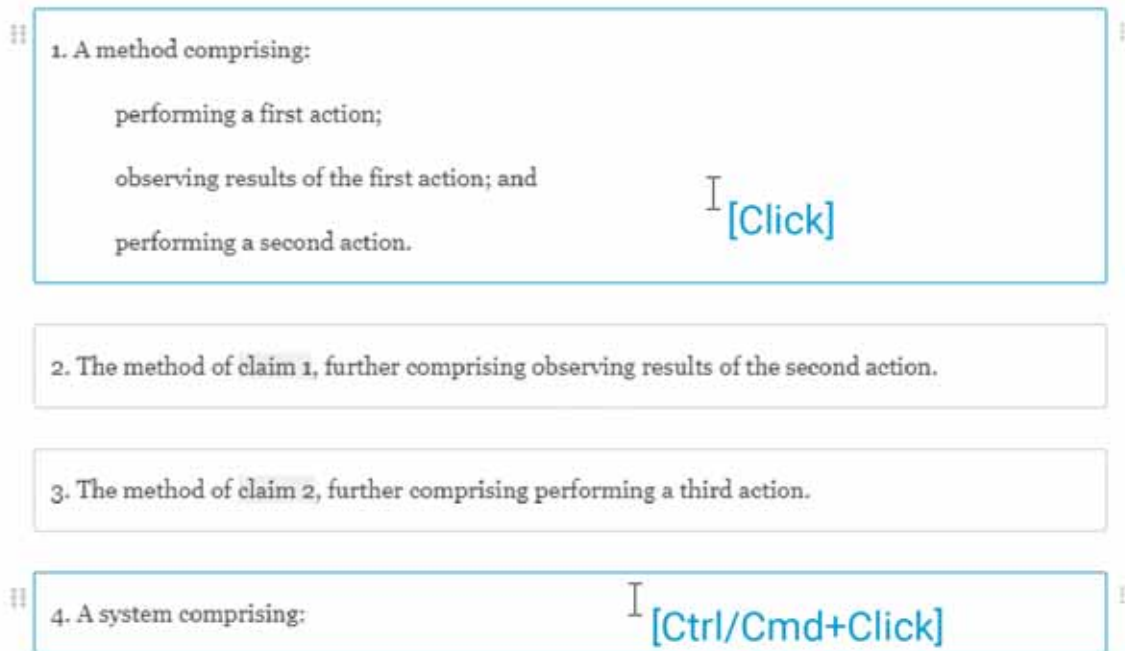 1. A method comprising:
performing a first action;
observing results of the first action; and
[Click]
performing a second action.
2. The method of claim 1, further comprising observing results of the second action.
3. The method of claim 2, further comprising performing a third action.
4. A system comprising:
[Ctrl/Cmd+Click]